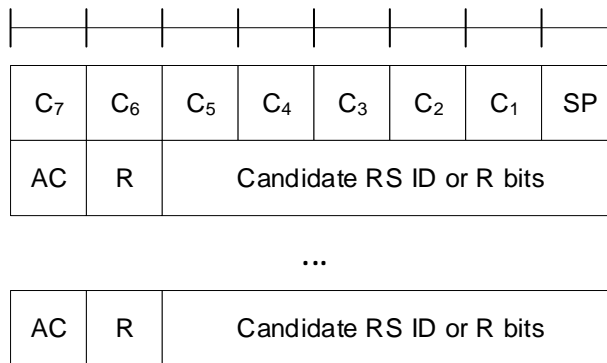 C₇ C₆ C₅ C₄ C₃ C₂ C₁ SP
AC R Candidate RS ID or R bits
...
AC R Candidate RS ID or R bits